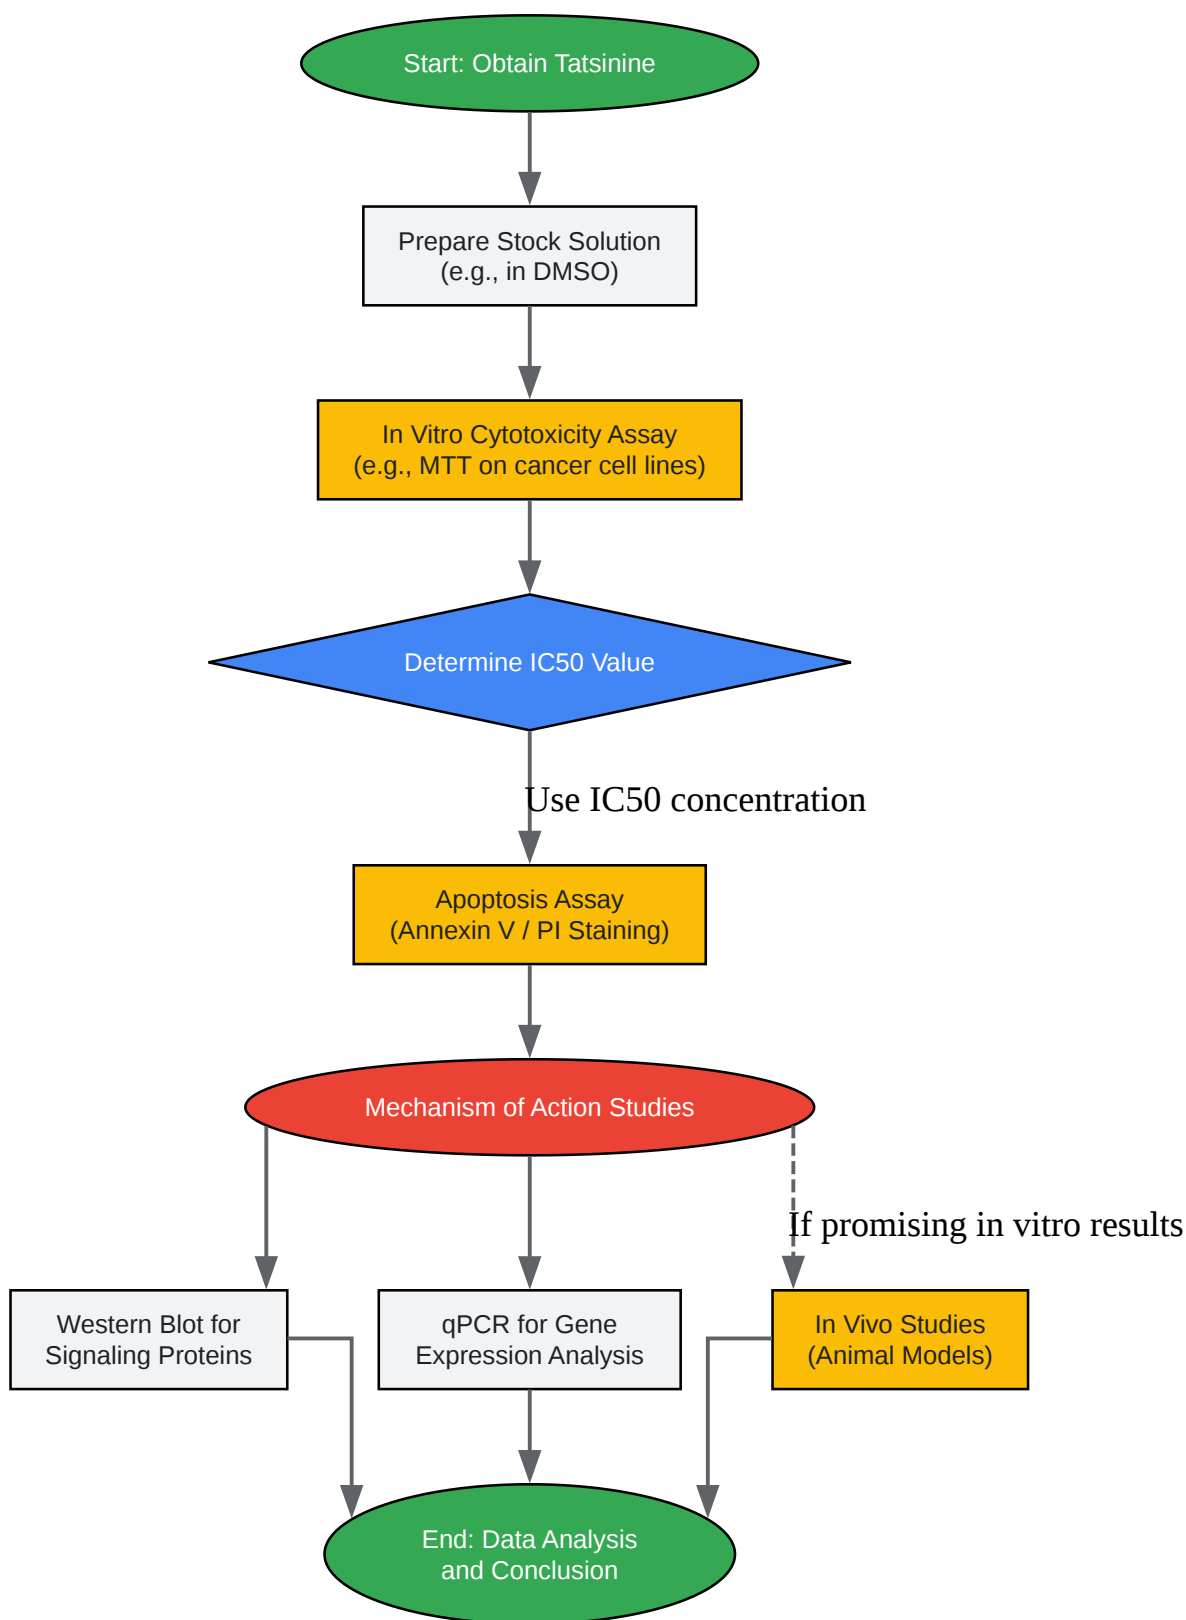 Start: Obtain Tatsinine
Prepare Stock Solution
(e.g., in DMSO)
In Vitro Cytotoxicity Assay
(e.g., MTT on cancer cell lines)
Determine IC50 Value
Use IC50 concentration
Apoptosis Assay
(Annexin V / PI Staining)
Mechanism of Action Studies
If promising in vitro results
Western Blot for
Signaling Proteins
qPCR for Gene
Expression Analysis
In Vivo Studies
(Animal Models)
End: Data Analysis
and Conclusion